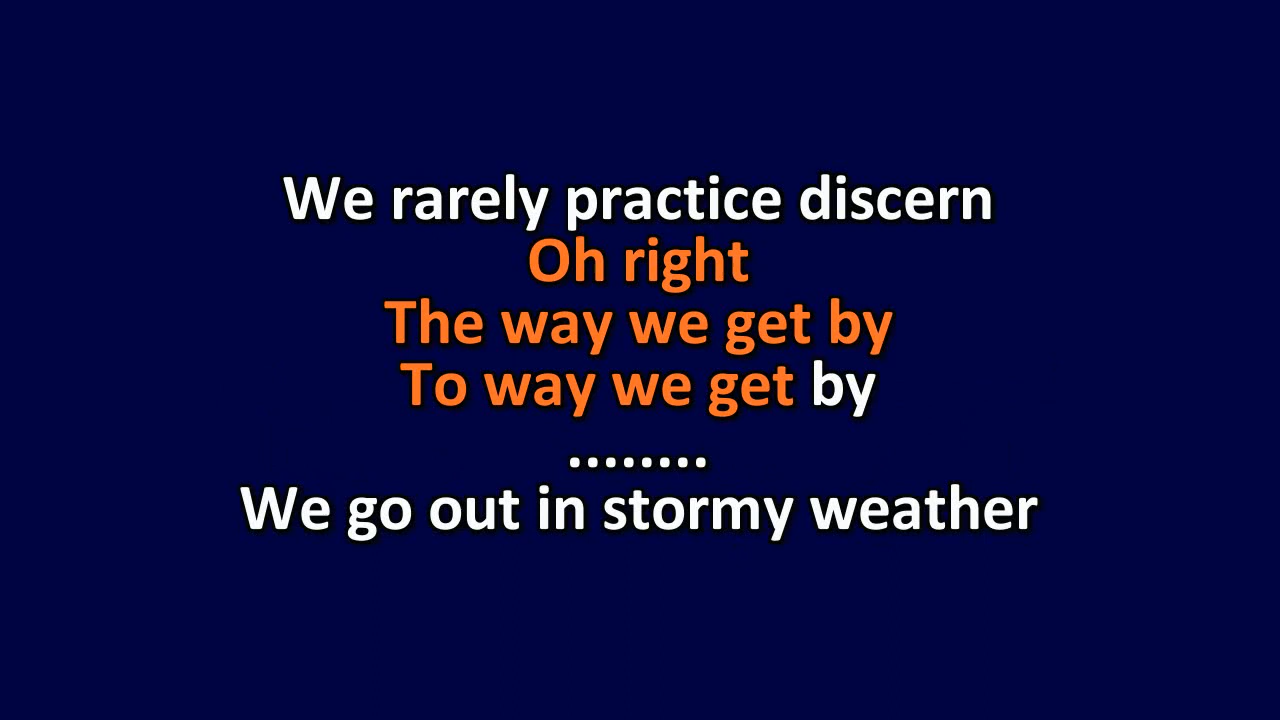 We rarely practice discern
Oh right
The way we get by
To way we get by
........
We go out in stormy weather